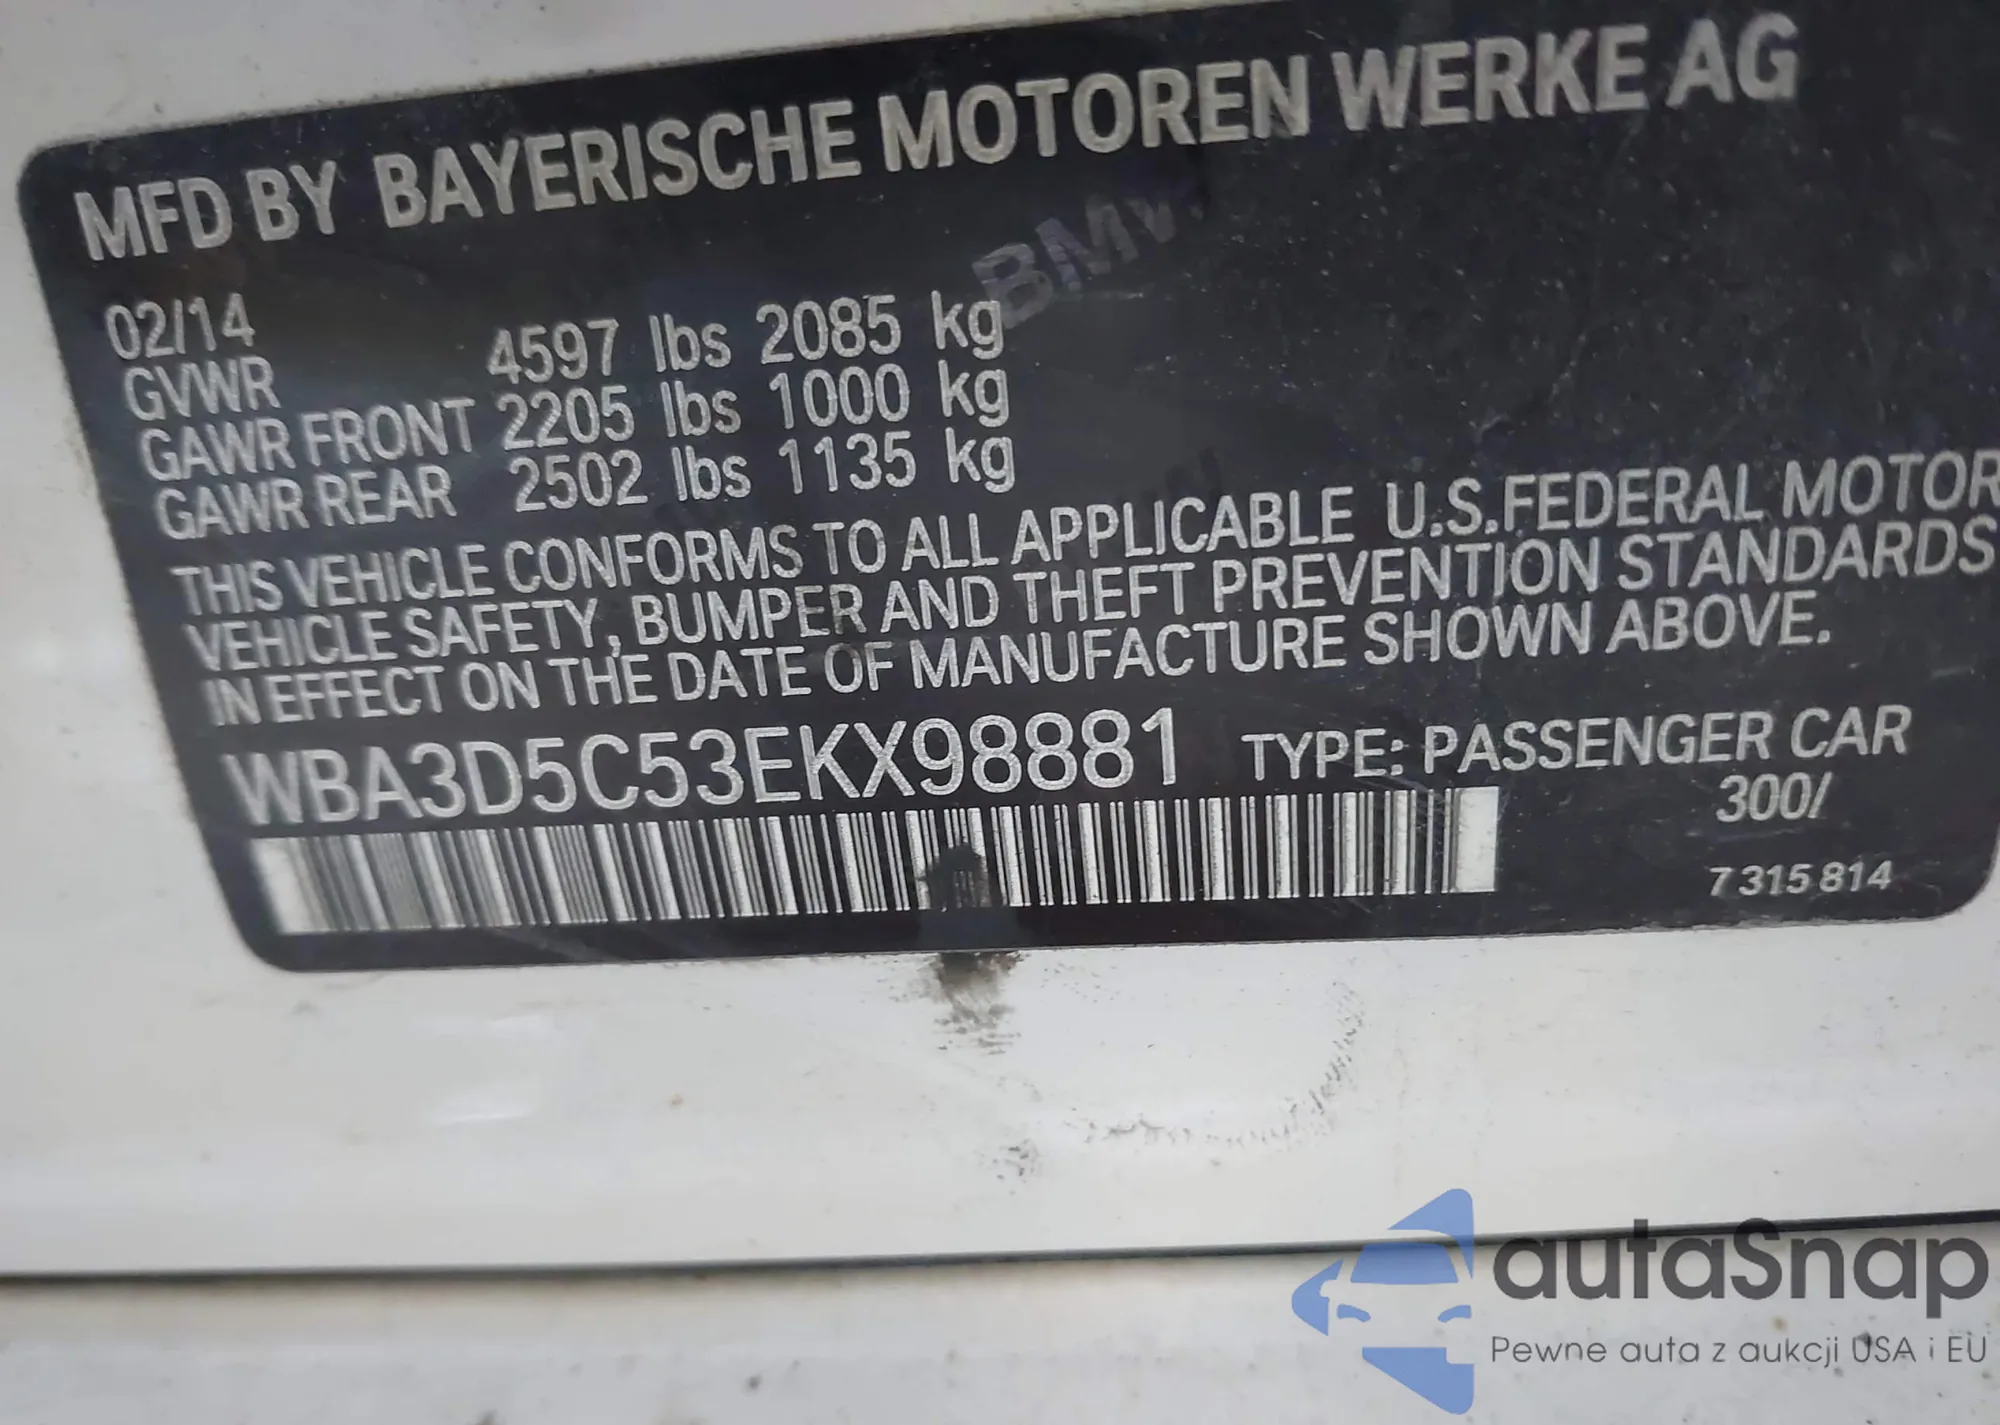 MFD BY BAYERISCHE MOTOREN WERKE AG
02/14
GVWR 4597 lbs 2085 kg
GAWR FRONT 2205 lbs 1000 kg
GAWR REAR 2502 lbs 1135 kg
THIS VEHICLE CONFORMS TO ALL APPLICABLE U.S.FEDERAL MOTOR
VEHICLE SAFETY, BUMPER AND THEFT PREVENTION STANDARDS
IN EFFECT ON THE DATE OF MANUFACTURE SHOWN ABOVE.
WBA3D5C53EKX98881 TYPE: PASSENGER CAR
300/
7 315 814
BMW
autaSnap
Pewne auta z aukcji USA i EU